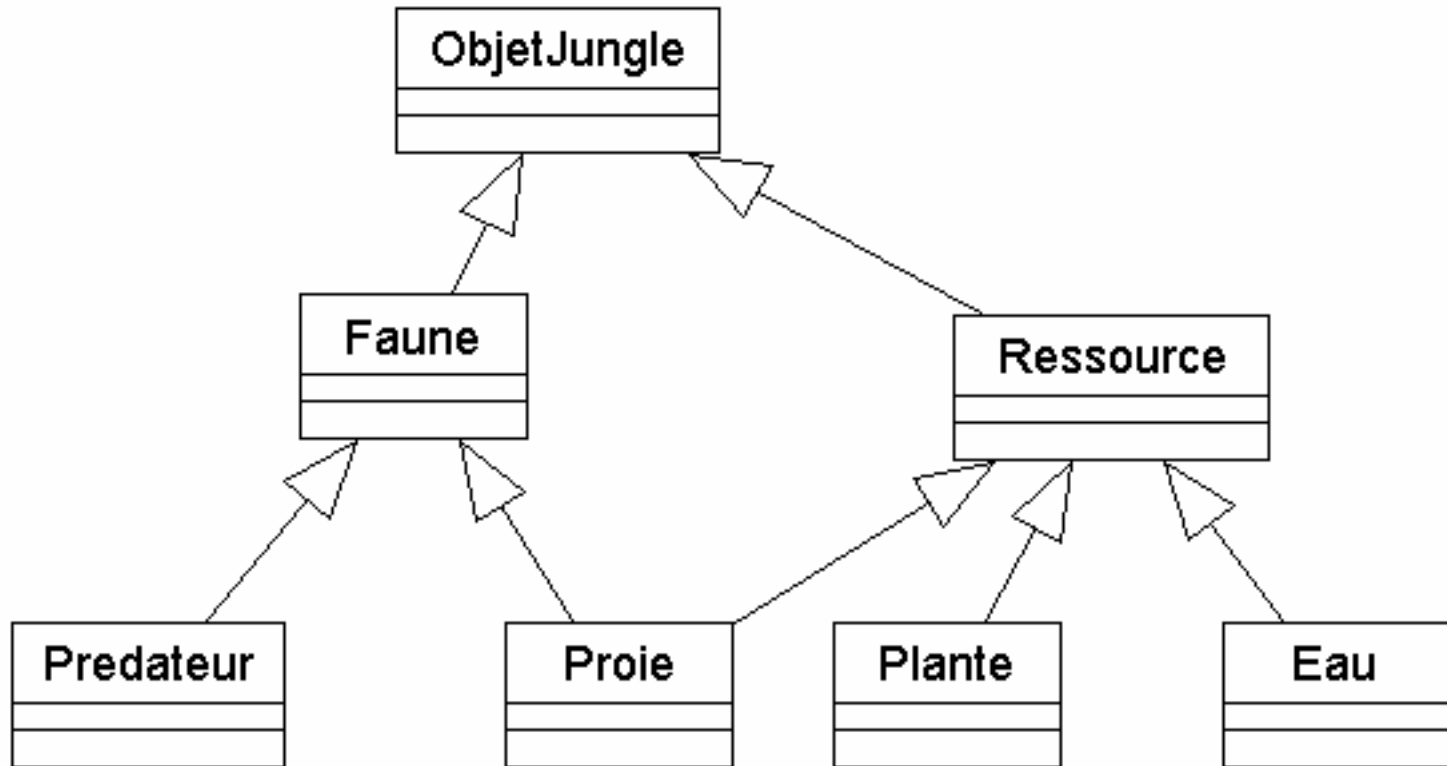 ObjetJungle
Faune
Ressource
Predateur
Proie
Plante
Eau